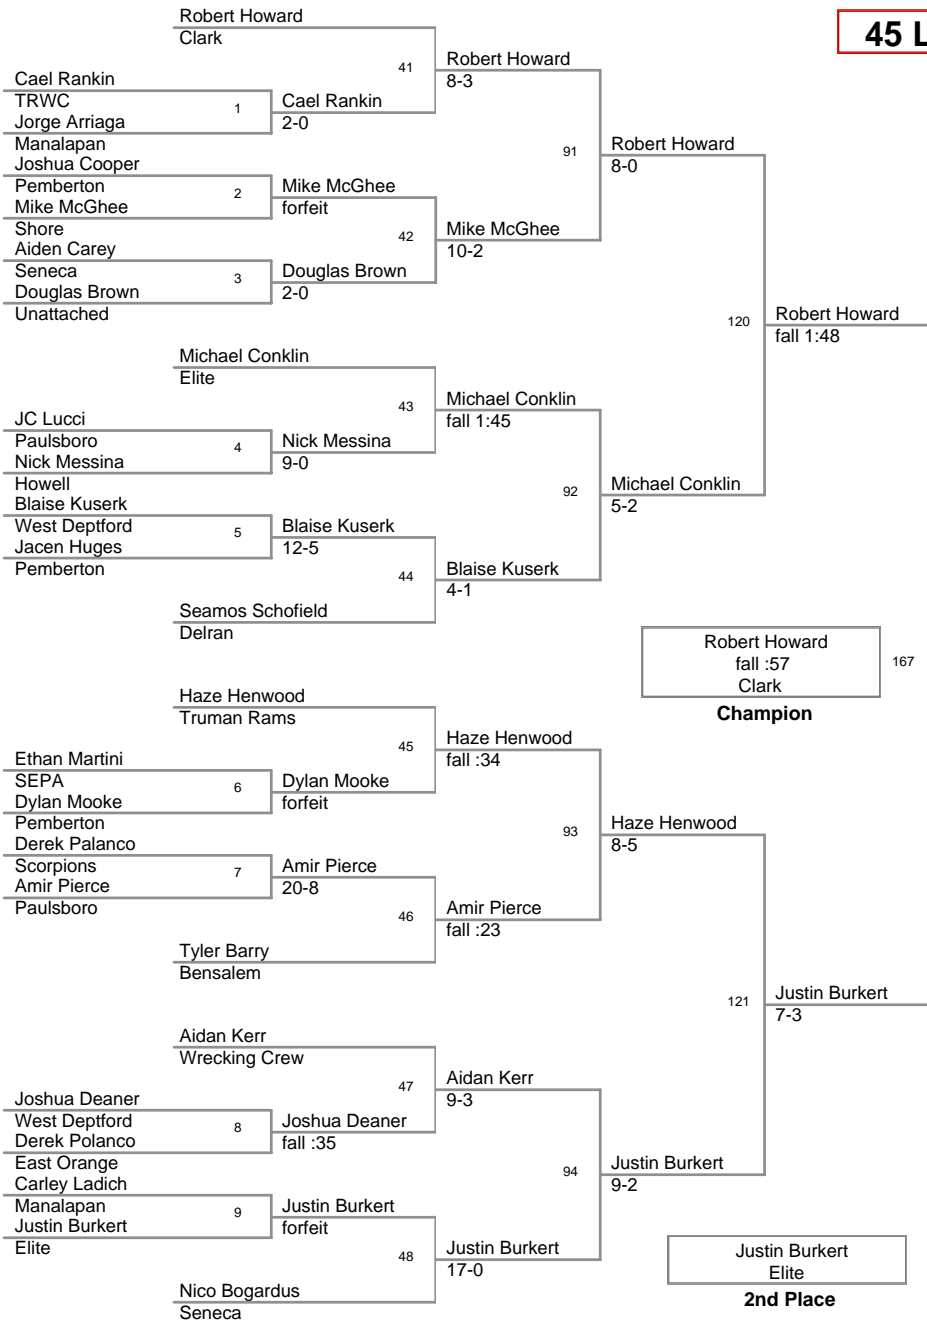 Robert Howard
Clark
45 L
41
Robert Howard
8-3
Cael Rankin
TRWC
1
Cael Rankin
2-0
Jorge Arriaga
Manalapan
91
Robert Howard
8-0
Joshua Cooper
Pemberton
2
Mike McGhee
forfeit
Mike McGhee
Shore
42
Mike McGhee
10-2
Aiden Carey
Seneca
3
Douglas Brown
2-0
Douglas Brown
Unattached
120
Robert Howard
fall 1:48
Michael Conklin
Elite
43
Michael Conklin
fall 1:45
JC Lucci
Paulsboro
4
Nick Messina
9-0
Nick Messina
Howell
92
Michael Conklin
5-2
Blaise Kuserk
West Deptford
5
Blaise Kuserk
12-5
Jacen Huges
Pemberton
44
Blaise Kuserk
4-1
Seamos Schofield
Delran
Robert Howard
fall :57
Clark
167
Champion
Haze Henwood
Truman Rams
45
Haze Henwood
fall :34
Ethan Martini
SEPA
6
Dylan Mooke
forfeit
Dylan Mooke
Pemberton
93
Haze Henwood
8-5
Derek Palanco
Scorpions
7
Amir Pierce
20-8
Amir Pierce
Paulsboro
46
Amir Pierce
fall :23
Tyler Barry
Bensalem
121
Justin Burkert
7-3
Aidan Kerr
Wrecking Crew
47
Aidan Kerr
9-3
Joshua Deaner
West Deptford
8
Joshua Deaner
fall :35
Derek Polanco
East Orange
94
Justin Burkert
9-2
Carley Ladich
Manalapan
9
Justin Burkert
forfeit
Justin Burkert
Elite
48
Justin Burkert
17-0
Nico Bogardus
Seneca
Justin Burkert
Elite
2nd Place